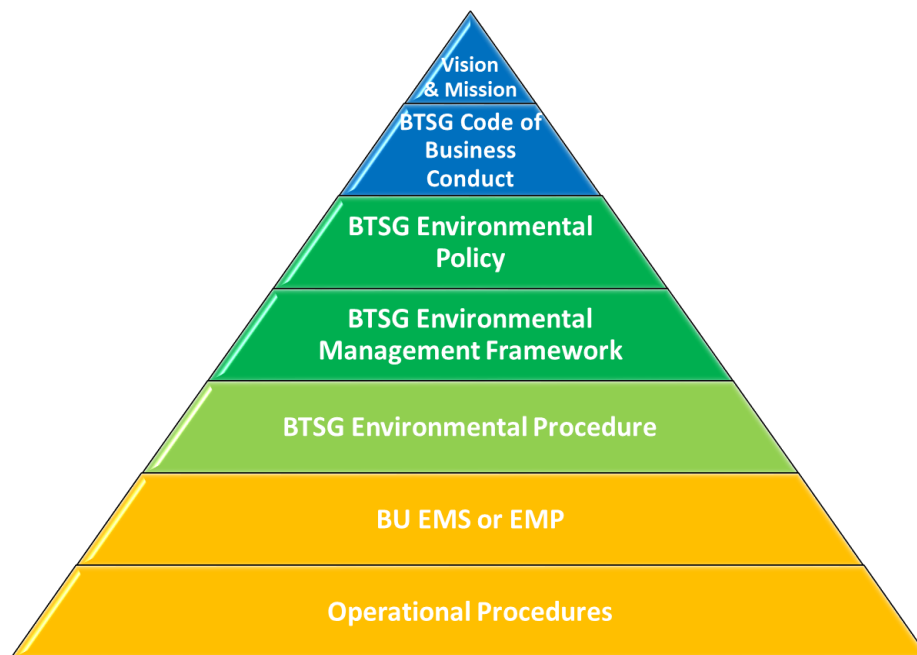 Vision
& Mission
BTSG Code of
Business
Conduct
BTSG Environmental
Policy
BTSG Environmental
Management Framework
BTSG Environmental Procedure
BU EMS or EMP
Operational Procedures